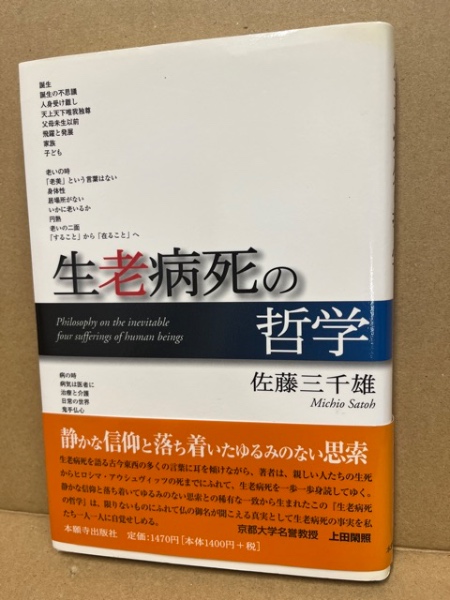 誕生
誕生の不思議
人身受け難し
天上天下唯我独尊
父母未生以前
飛躍と発展
家族
子ども
老いの時
「老美」という言葉はない
身体性
居場所がない
いかに老いるか
円熟
老いの二面
「すること」から「在ること」へ
生老病死の
哲学
Philosophy on the inevitable
four sufferings of human beings
佐藤三千雄
Michio Satoh
病の時
病気は医者に
治療と介護
日常の世界
鬼手仏心
静かな信仰と落ち着いたゆるみのない思索
生老病死を語る古今東西の多くの言葉に耳を傾けながら、著者は、親しい人たちの生死
からヒロシマ・アウシュヴィッツの死までにふれて、生老病死を一歩一歩身読してゆく。
静かな信仰と落ち着いてゆるみのない思索との稀有な一致から生まれたこの『生老病死
の哲学』は、限りないものにふれて仏の御名が聞こえる真実として生老病死の事実を私
たち一人一人に自覚せしめる。
京都大学名誉教授 上田閑照
本願寺出版社 定価:1470円[本体1400円+税]